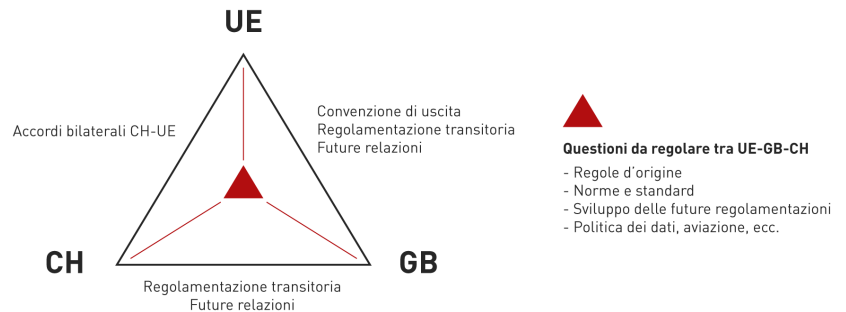 UE
Accordi bilaterali CH-UE
Convenzione di uscita
Regolamentazione transitoria
Future relazioni
CH
GB
Regolamentazione transitoria
Future relazioni
Questioni da regolare tra UE-GB-CH
- Regole d'origine
- Norme e standard
- Sviluppo delle future regolamentazioni
- Politica dei dati, aviazione, ecc.